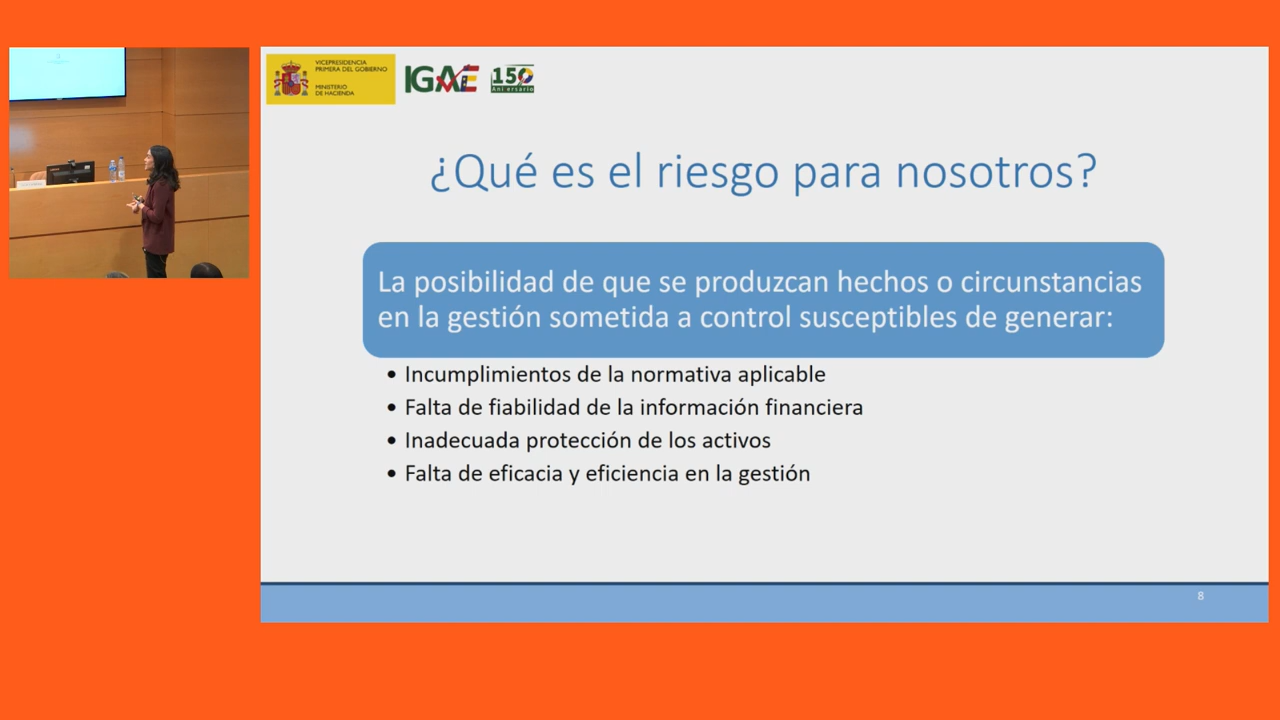 VICEPRESIDENCIA
PRIMERA DEL GOBIERNO
MINISTERIO
DE HACIENDA
IGAE
150
Aniversario
¿Qué es el riesgo para nosotros?
La posibilidad de que se produzcan hechos o circunstancias
en la gestión sometida a control susceptibles de generar:
• Incumplimientos de la normativa aplicable
• Falta de fiabilidad de la información financiera
• Inadecuada protección de los activos
• Falta de eficacia y eficiencia en la gestión
8